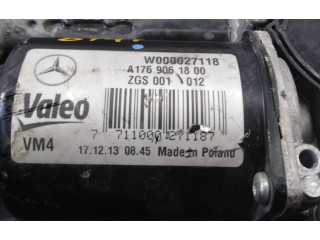 W000027118
A176 906 18 00
ZGS 001 012
Valeo
7 711000 271187
VM4
17.12.13 08.45 Made in Poland